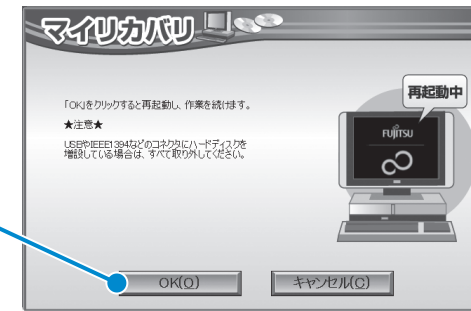 マイリカバリ
再起動中
FUJITSU
「OK」をクリックすると再起動し、作業を続けます。
★注意★
USBやIEEE1394などのコネクタにハードディスクを
増設している場合は、すべて取り外してください。
OK(O)
キャンセル(C)